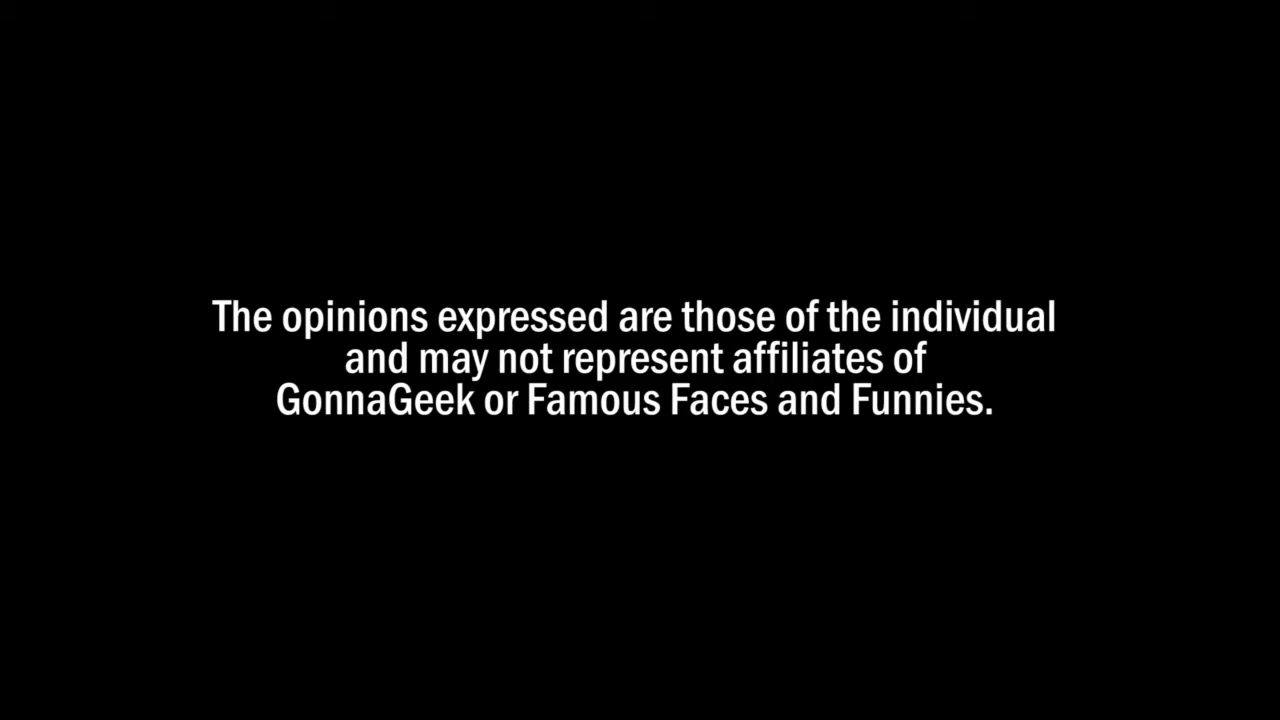 The opinions expressed are those of the individual
and may not represent affiliates of
GonnaGeek or Famous Faces and Funnies.